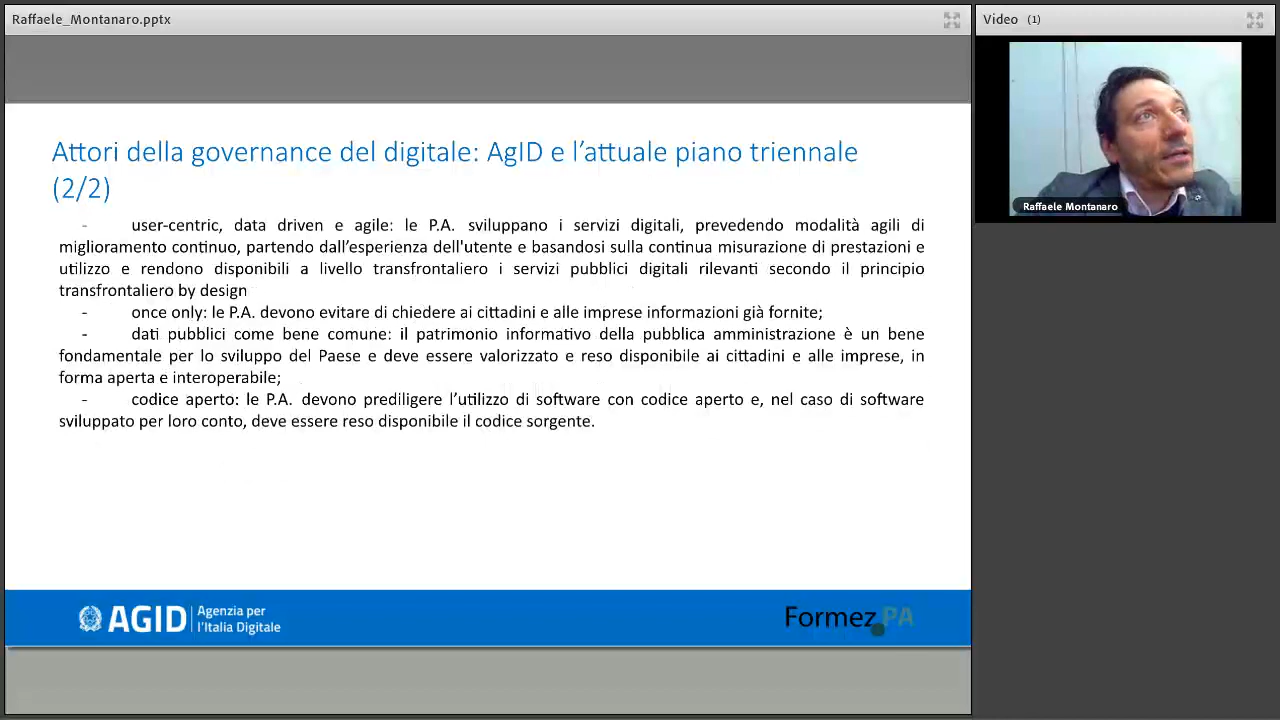 Raffaele_Montanaro.pptx
Video (1)
Raffaele Montanaro
Attori della governance del digitale: AgID e l’attuale piano triennale
(2/2)
- user-centric, data driven e agile: le P.A. sviluppano i servizi digitali, prevedendo modalità agili di
miglioramento continuo, partendo dall’esperienza dell'utente e basandosi sulla continua misurazione di prestazioni e
utilizzo e rendono disponibili a livello transfrontaliero i servizi pubblici digitali rilevanti secondo il principio
transfrontaliero by design
- once only: le P.A. devono evitare di chiedere ai cittadini e alle imprese informazioni già fornite;
- dati pubblici come bene comune: il patrimonio informativo della pubblica amministrazione è un bene
fondamentale per lo sviluppo del Paese e deve essere valorizzato e reso disponibile ai cittadini e alle imprese, in
forma aperta e interoperabile;
- codice aperto: le P.A. devono prediligere l’utilizzo di software con codice aperto e, nel caso di software
sviluppato per loro conto, deve essere reso disponibile il codice sorgente.
AGID
Agenzia per
l’Italia Digitale
Formez PA